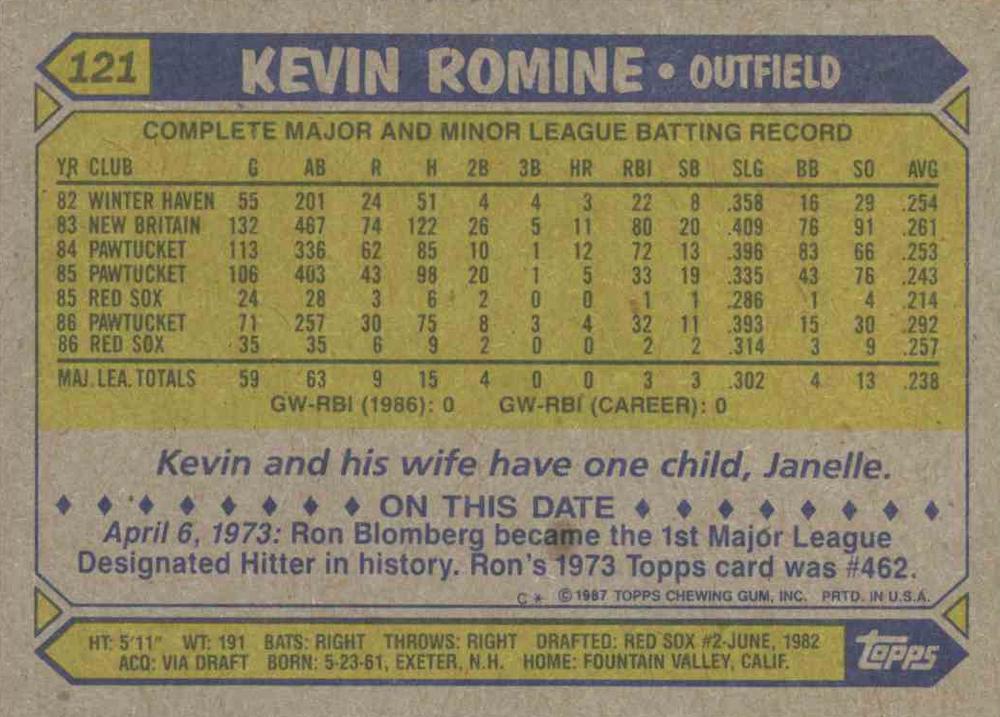 121 KEVIN ROMINE • OUTFIELD
COMPLETE MAJOR AND MINOR LEAGUE BATTING RECORD
YR CLUB G AB R H 2B 3B HR RBI SB SLG BB SO AVG
82 WINTER HAVEN 55 201 24 51 4 4 3 22 8 .358 16 29 .254
83 NEW BRITAIN 132 467 74 122 26 5 11 80 20 .409 76 91 .261
84 PAWTUCKET 113 336 62 85 10 1 12 72 13 .396 83 66 .253
85 PAWTUCKET 106 403 43 98 20 1 5 33 19 .335 43 76 .243
85 RED SOX 24 28 3 6 2 0 0 1 1 .286 1 4 .214
86 PAWTUCKET 71 257 30 75 8 3 4 32 11 .393 15 30 .292
86 RED SOX 35 35 6 9 2 0 0 2 2 .314 3 9 .257
MAJ. LEA. TOTALS 59 63 9 15 4 0 0 3 3 .302 4 13 .238
GW-RBI (1986): 0 GW-RBI (CAREER): 0
Kevin and his wife have one child, Janelle.
ON THIS DATE
April 6, 1973: Ron Blomberg became the 1st Major League
Designated Hitter in history. Ron's 1973 Topps card was #462.
C* © 1987 TOPPS CHEWING GUM, INC. PRTD. IN U.S.A.
HT: 5'11" WT: 191 BATS: RIGHT THROWS: RIGHT DRAFTED: RED SOX #2-JUNE, 1982
ACQ: VIA DRAFT BORN: 5-23-61, EXETER, N.H. HOME: FOUNTAIN VALLEY, CALIF.
Topps